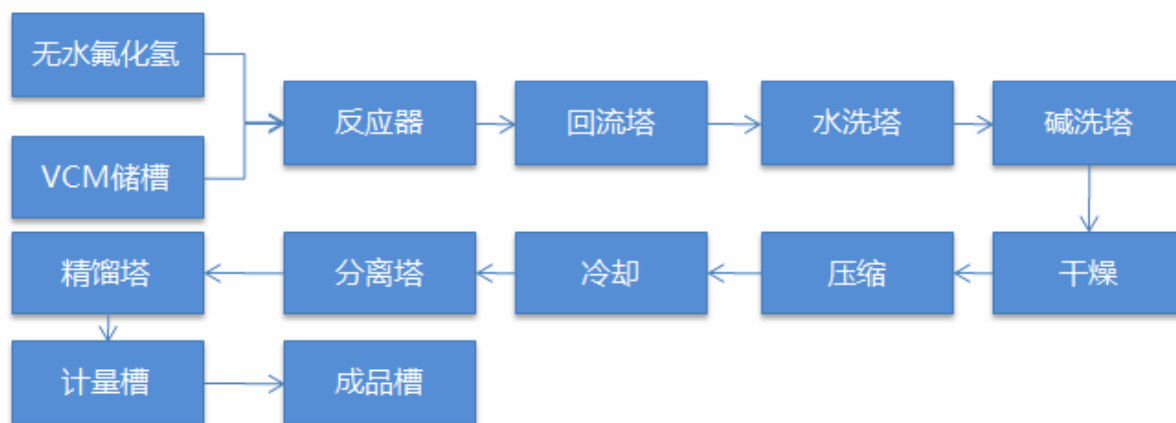 无水氟化氢
VCM储槽
反应器
回流塔
水洗塔
碱洗塔
干燥
压缩
冷却
分离塔
精馏塔
计量槽
成品槽